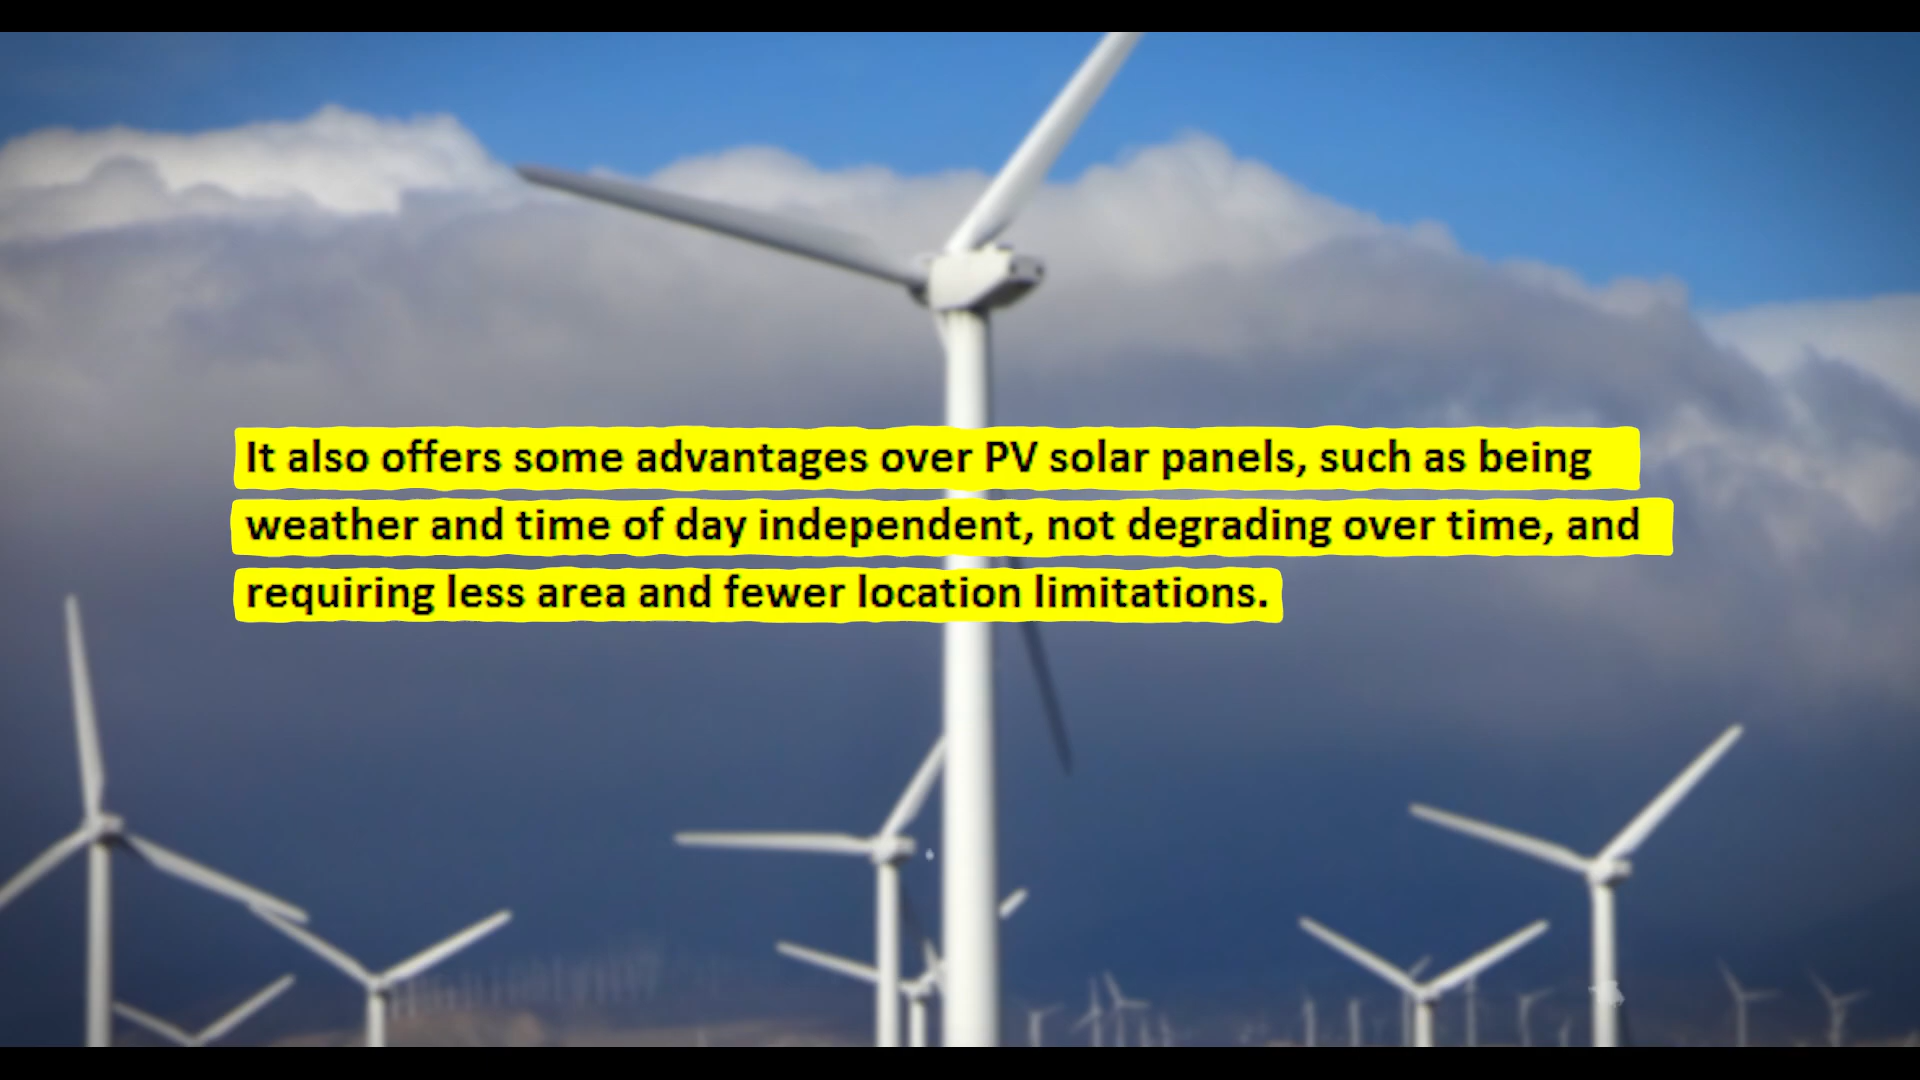 It also offers some advantages over PV solar panels, such as being
weather and time of day independent, not degrading over time, and
requiring less area and fewer location limitations.